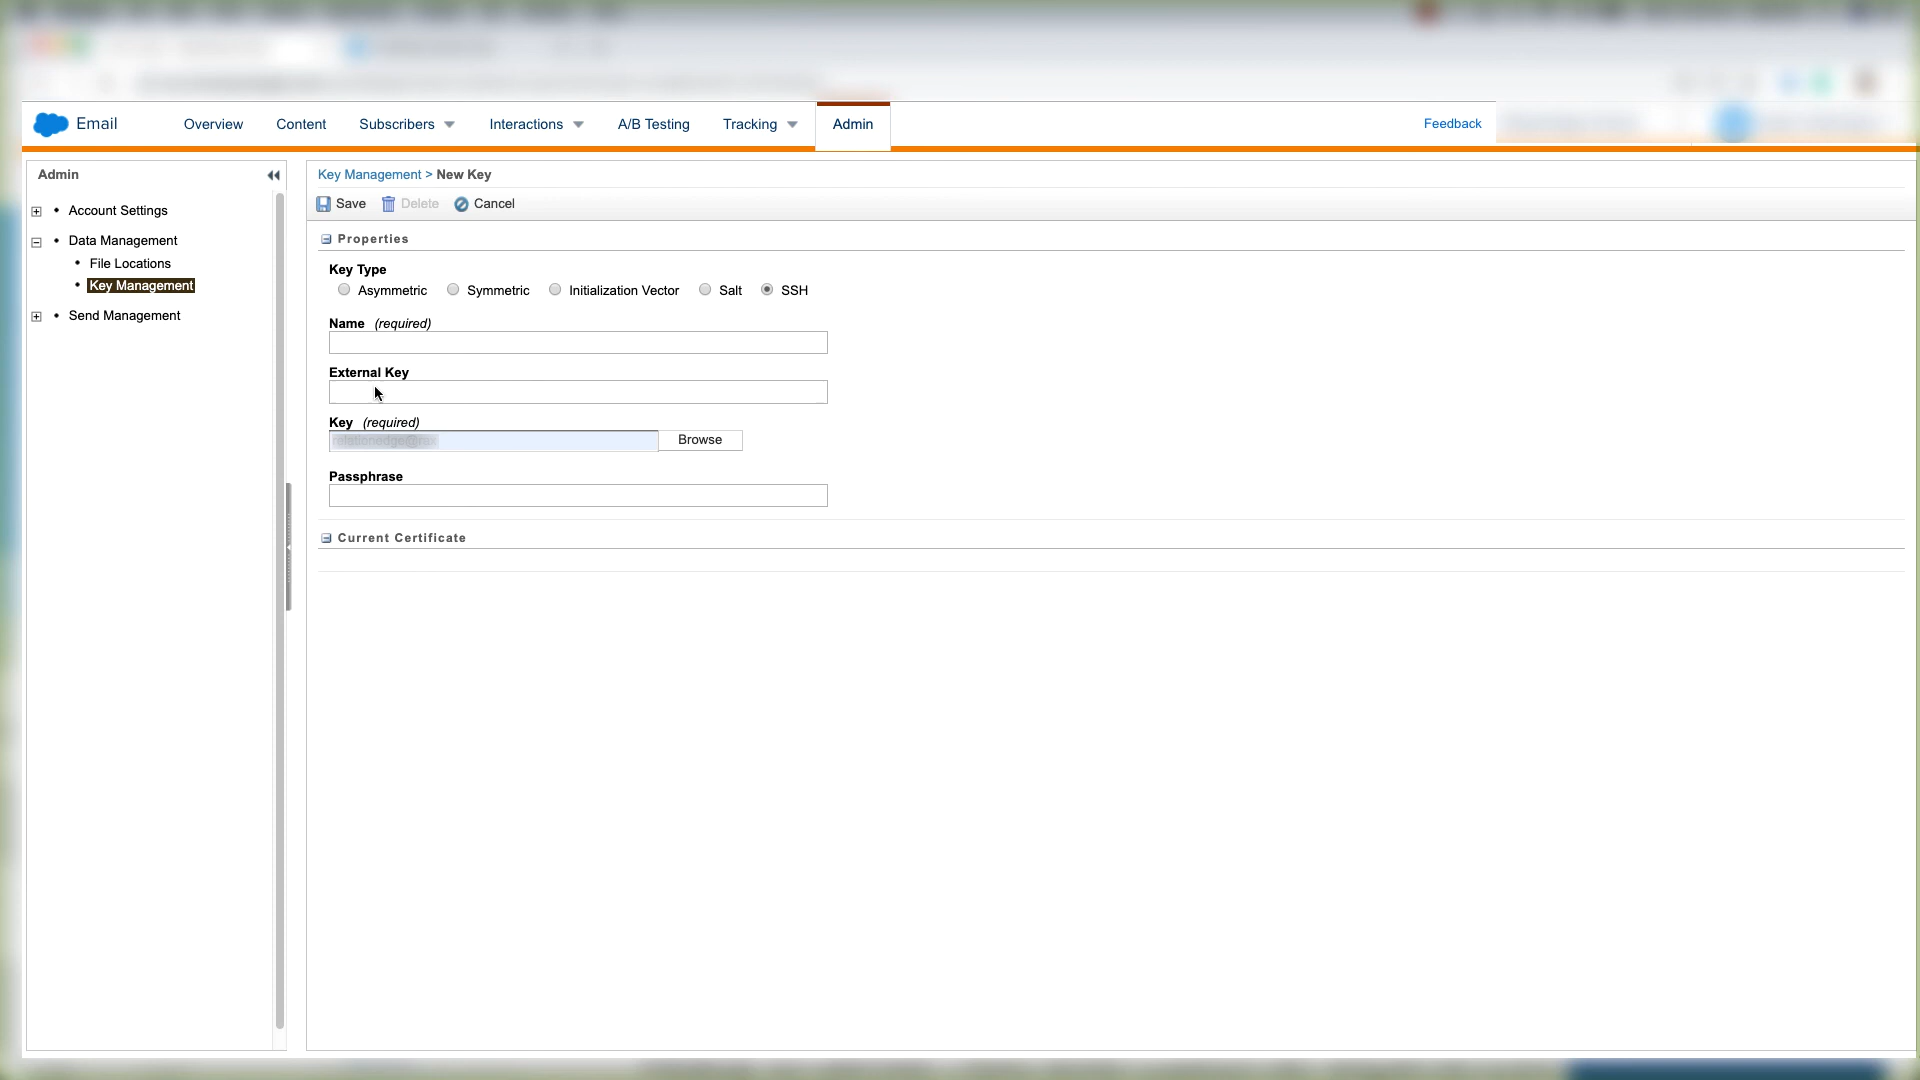 Email
Overview
Content
Subscribers
Interactions
A/B Testing
Tracking
Admin
Feedback
Admin
Account Settings
Data Management
File Locations
Key Management
Send Management
Key Management > New Key
Save
Delete
Cancel
Properties
Key Type
Asymmetric
Symmetric
Initialization Vector
Salt
SSH
Name (required)
External Key
Key (required)
Browse
Passphrase
Current Certificate